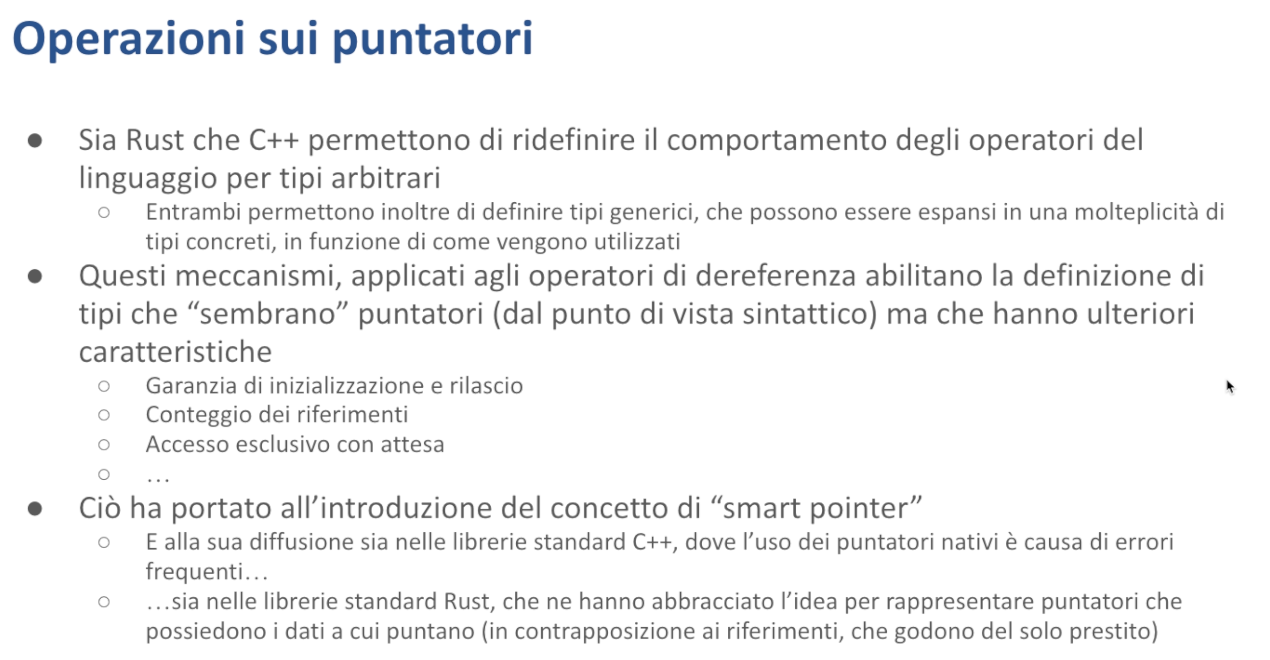 Operazioni sui puntatori
● Sia Rust che C++ permettono di ridefinire il comportamento degli operatori del
linguaggio per tipi arbitrari
○ Entrambi permettono inoltre di definire tipi generici, che possono essere espansi in una molteplicità di
tipi concreti, in funzione di come vengono utilizzati
● Questi meccanismi, applicati agli operatori di dereferenza abilitano la definizione di
tipi che “sembrano” puntatori (dal punto di vista sintattico) ma che hanno ulteriori
caratteristiche
○ Garanzia di inizializzazione e rilascio
○ Conteggio dei riferimenti
○ Accesso esclusivo con attesa
○ …
● Ciò ha portato all’introduzione del concetto di “smart pointer”
○ E alla sua diffusione sia nelle librerie standard C++, dove l’uso dei puntatori nativi è causa di errori
frequenti…
○ …sia nelle librerie standard Rust, che ne hanno abbracciato l’idea per rappresentare puntatori che
possiedono i dati a cui puntano (in contrapposizione ai riferimenti, che godono del solo prestito)